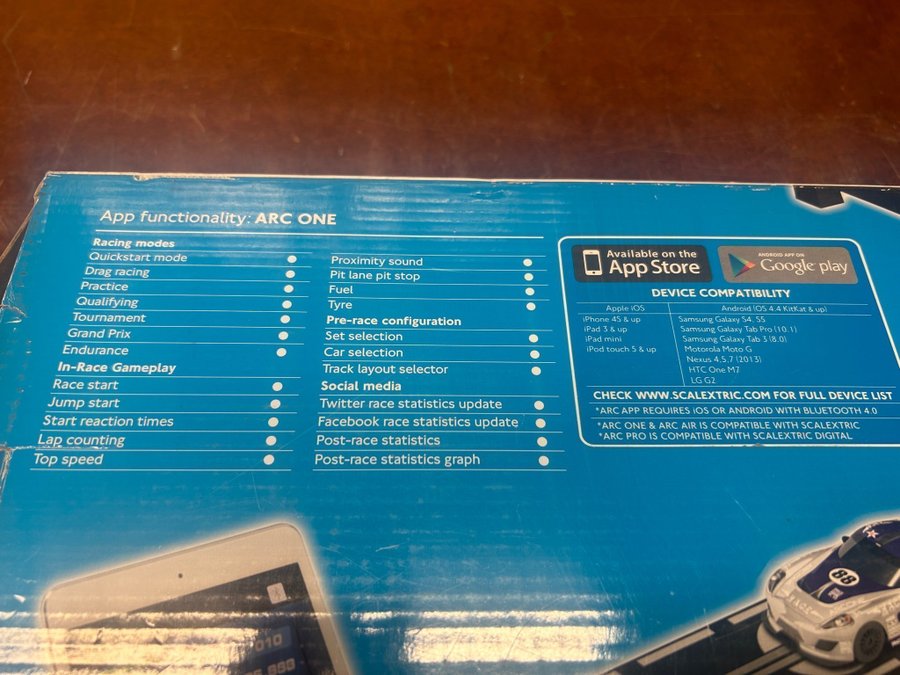 App functionality: ARC ONE
Racing modes
Quickstart mode
Drag racing
Practice
Qualifying
Tournament
Grand Prix
Endurance
In-Race Gameplay
Race start
Jump start
Start reaction times
Lap counting
Top speed
Proximity sound
Pit lane pit stop
Fuel
Tyre
Pre-race configuration
Set selection
Car selection
Track layout selector
Social media
Twitter race statistics update
Facebook race statistics update
Post-race statistics
Post-race statistics graph
Available on the
App Store
ANDROID APP ON
Google play
DEVICE COMPATIBILITY
Apple iOS
iPhone 4S & up
iPad 3 & up
iPad mini
iPod touch 5 & up
Android (OS 4.4 KitKat & up)
Samsung Galaxy S4, S5
Samsung Galaxy Tab Pro (10.1)
Samsung Galaxy Tab 3 (8.0)
Motorola Moto G
Nexus 4,5,7 (2013)
HTC One M7
LG G2
CHECK WWW.SCALEXTRIC.COM FOR FULL DEVICE LIST
*ARC APP REQUIRES iOS OR ANDROID WITH BLUETOOTH 4.0
*ARC ONE & ARC AIR IS COMPATIBLE WITH SCALEXTRIC
*ARC PRO IS COMPATIBLE WITH SCALEXTRIC DIGITAL
010
88